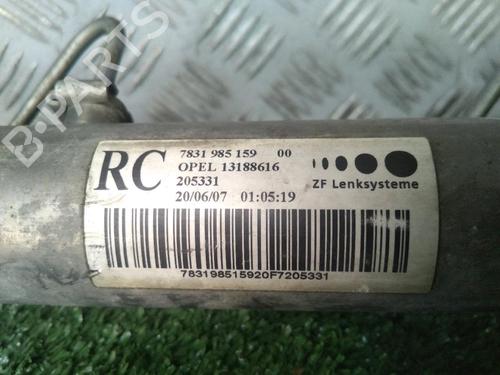 RC
7831 985 159 00
OPEL 13188616
205331
20/06/07 01:05:19
ZF Lenksysteme
783198515920F7205331
B-PARTS